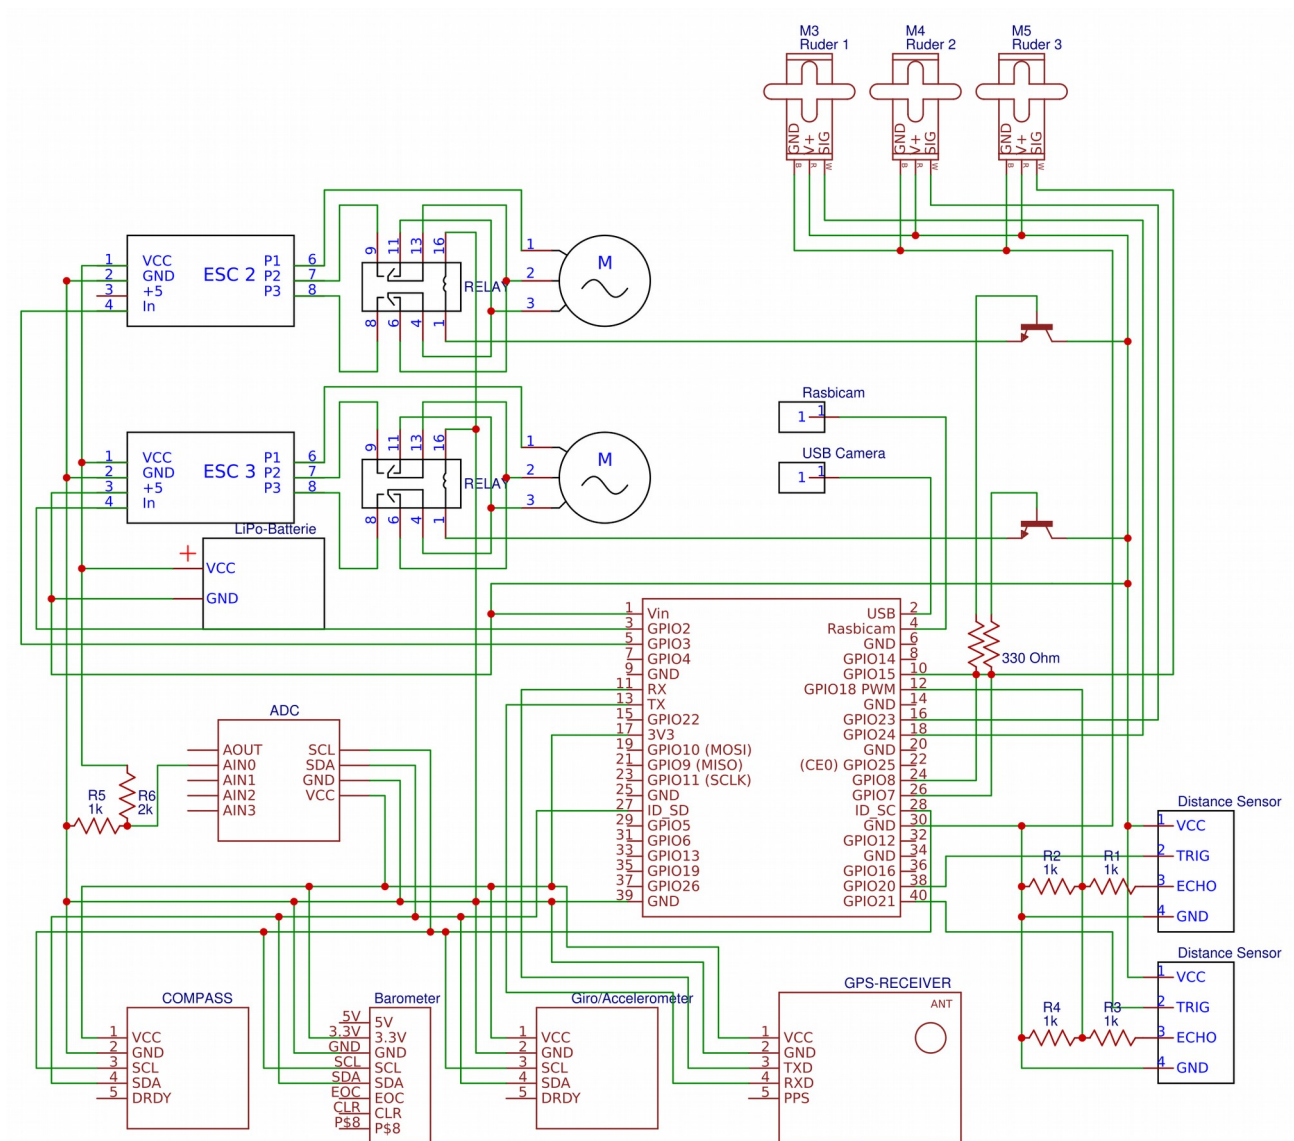 M3
Ruder 1
M4
Ruder 2
M5
Ruder 3
GND V+ SIG
B R W
GND V+ SIG
B R W
GND V+ SIG
B R W
1 VCC P1 6
2 GND ESC 2 P2 7
3 +5 P3 8
4 In
9 11 13 16
RELAY
8 6 4 1
1
2
3
M
1 VCC P1 6
2 GND ESC 3 P2 7
3 +5 P3 8
4 In
9 11 13 16
RELAY
8 6 4 1
1
2
3
M
Rasbicam
1 1
USB Camera
1 1
LiPo-Batterie
+
VCC
GND
330 Ohm
1 Vin USB 2
3 GPIO2 Rasbicam 4
5 GPIO3 GND 6
7 GPIO4 GPIO14 8
9 GND GPIO15 10
11 RX GPIO18 PWM 12
13 TX GND 14
15 GPIO22 GPIO23 16
17 3V3 GPIO24 18
19 GPIO10 (MOSI) GND 20
21 GPIO9 (MISO) (CE0) GPIO25 22
23 GPIO11 (SCLK) GPIO8 24
25 GND GPIO7 26
27 ID_SD ID_SC 28
29 GPIO5 GND 30
31 GPIO6 GPIO12 32
33 GPIO13 GND 34
35 GPIO19 GPIO16 36
37 GPIO26 GPIO20 38
39 GND GPIO21 40
ADC
AOUT SCL
AIN0 SDA
AIN1 GND
AIN2 VCC
AIN3
R5
1k
R6
2k
Distance Sensor
1 VCC
2 TRIG
3 ECHO
4 GND
R2
1k
R1
1k
Distance Sensor
1 VCC
2 TRIG
3 ECHO
4 GND
R4
1k
R3
1k
COMPASS
1 VCC
2 GND
3 SCL
4 SDA
5 DRDY
Barometer
5V 5V
3.3V 3.3V
GND GND
SCL SCL
SDA SDA
EOC EOC
CLR CLR
P$8 P$8
Giro/Accelerometer
1 VCC
2 GND
3 SCL
4 SDA
5 DRDY
GPS-RECEIVER
ANT
1 VCC
2 GND
3 TXD
4 RXD
5 PPS